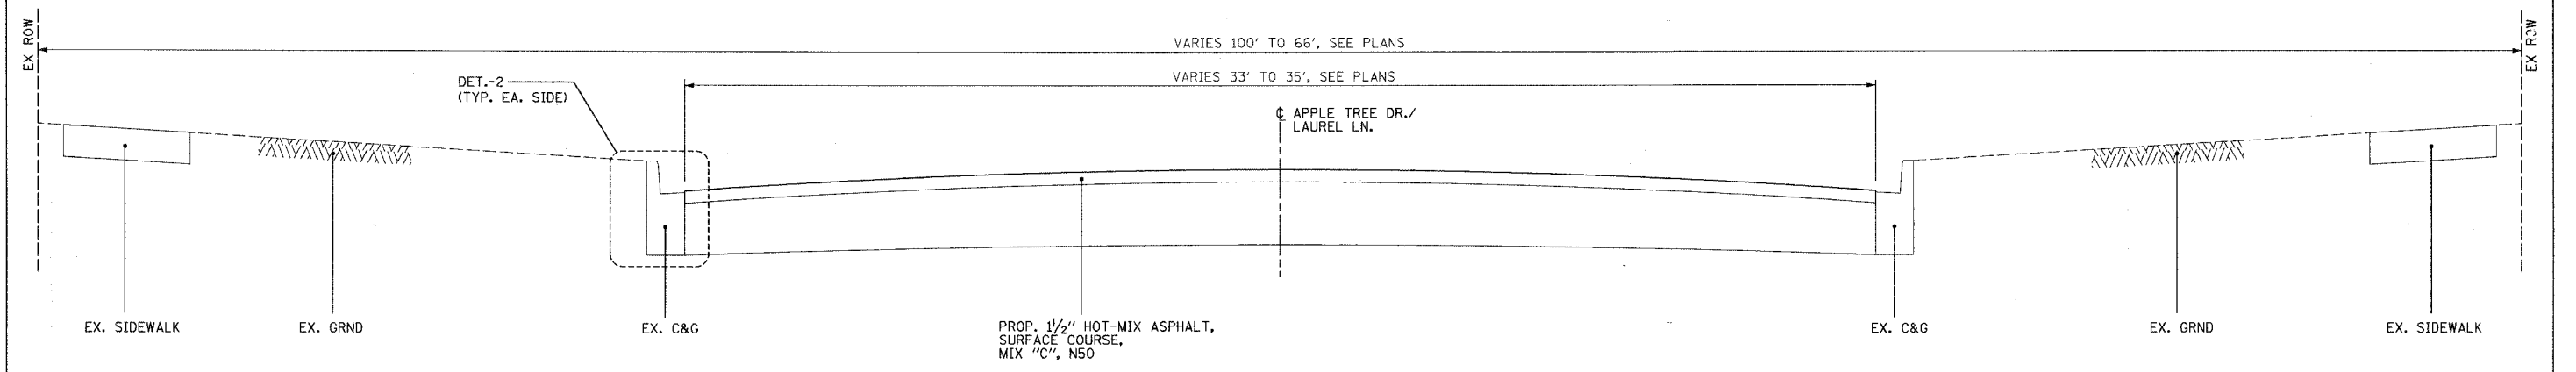 EX ROW
VARIES 100' TO 66', SEE PLANS
EX ROW
DET.-2
(TYP. EA. SIDE)
VARIES 33' TO 35', SEE PLANS
℄ APPLE TREE DR./
LAUREL LN.
EX. SIDEWALK
EX. GRND
EX. C&G
PROP. 1½" HOT-MIX ASPHALT,
SURFACE COURSE,
MIX "C", N50
EX. C&G
EX. GRND
EX. SIDEWALK